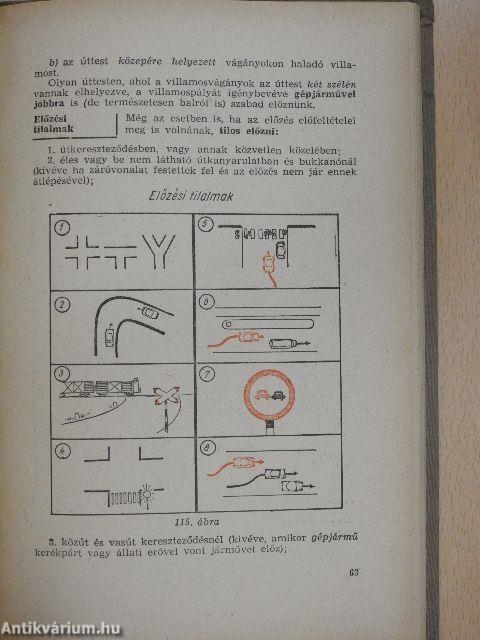 b) az úttest közepére helyezett vágányokon haladó villa-
most.
Olyan úttesten, ahol a villamosvágányok az úttest két szélén
vannak elhelyezve, a villamospályát igénybevéve gépjárművel
jobbra is (de természetesen balról is) szabad előznünk.
Előzési
tilalmak
Még az esetben is, ha az előzés előfeltételei
meg is volnának, tilos előzni:
1. útkereszteződésben, vagy annak közvetlen közelében;
2. éles vagy be nem látható útkanyarulatban és bukkanónál
(kivéve ha záróvonalat festettek fel és az előzés nem jár ennek
átlépésével);
Előzési tilalmak
1
5
2
6
3
7
4
8
115. ábra
3. közút és vasút kereszteződésnél (kivéve, amikor gépjármű
kerékpárt vagy állati erővel vont járművet előz);
63
Antikvárium.hu